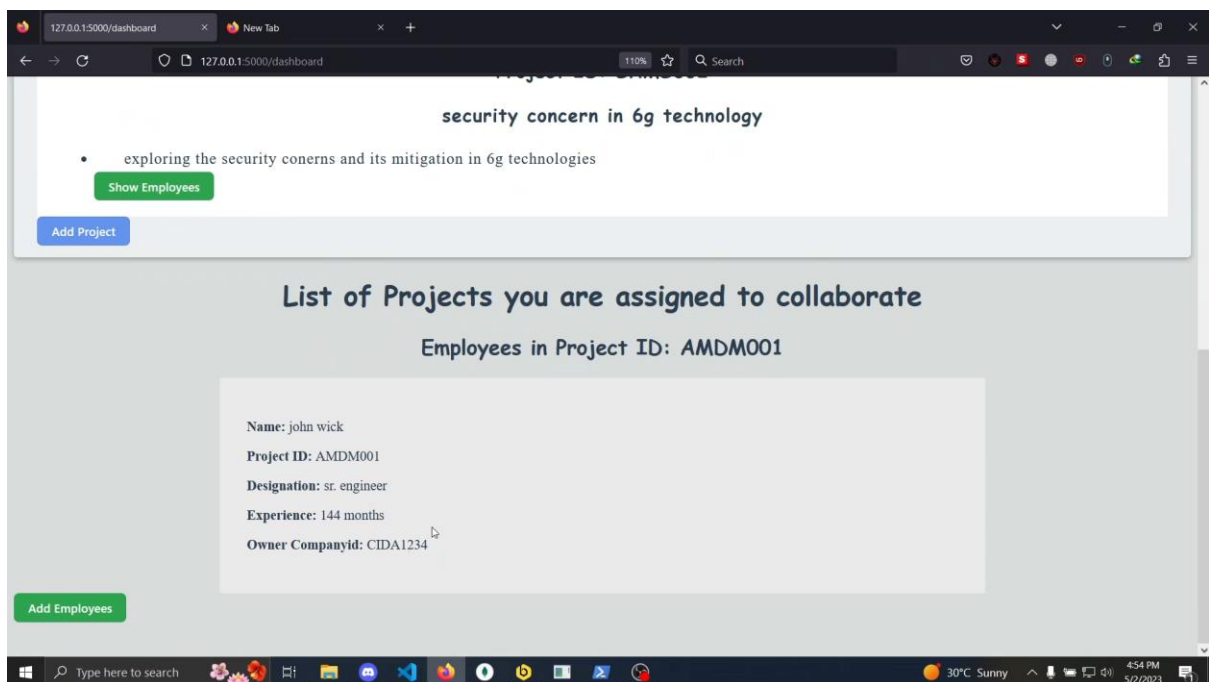 127.0.0.1:5000/dashboard
New Tab
127.0.0.1:5000/dashboard
110%
Search
security concern in 6g technology
exploring the security conerns and its mitigation in 6g technologies
Show Employees
Add Project
List of Projects you are assigned to collaborate
Employees in Project ID: AMDM001
Name: john wick
Project ID: AMDM001
Designation: sr. engineer
Experience: 144 months
Owner Companyid: CIDA1234
Add Employees
Type here to search
30°C Sunny
4:54 PM
5/2/2023